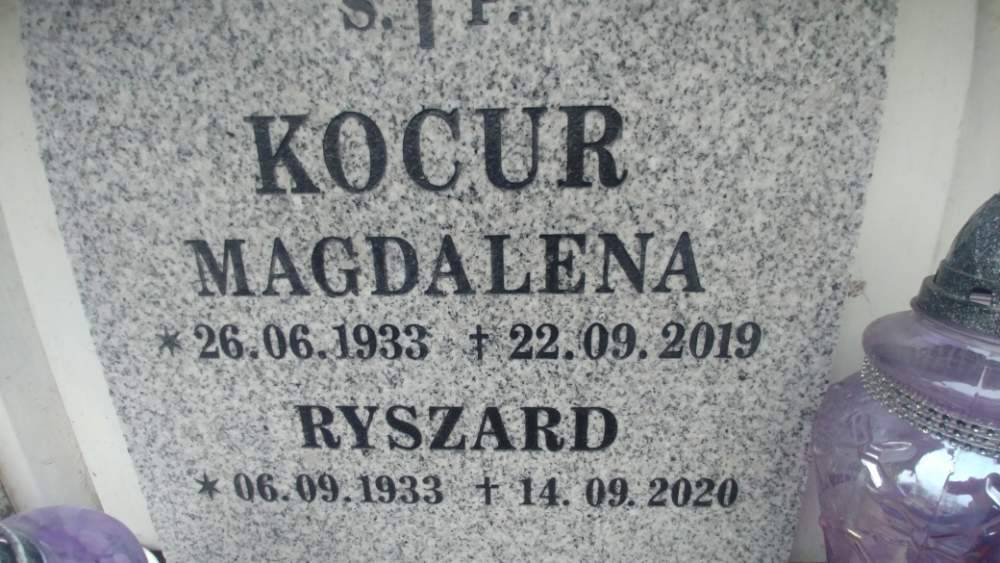 S. † P.
KOCUR
MAGDALENA
* 26.06.1933 † 22.09.2019
RYSZARD
* 06.09.1933 † 14.09.2020